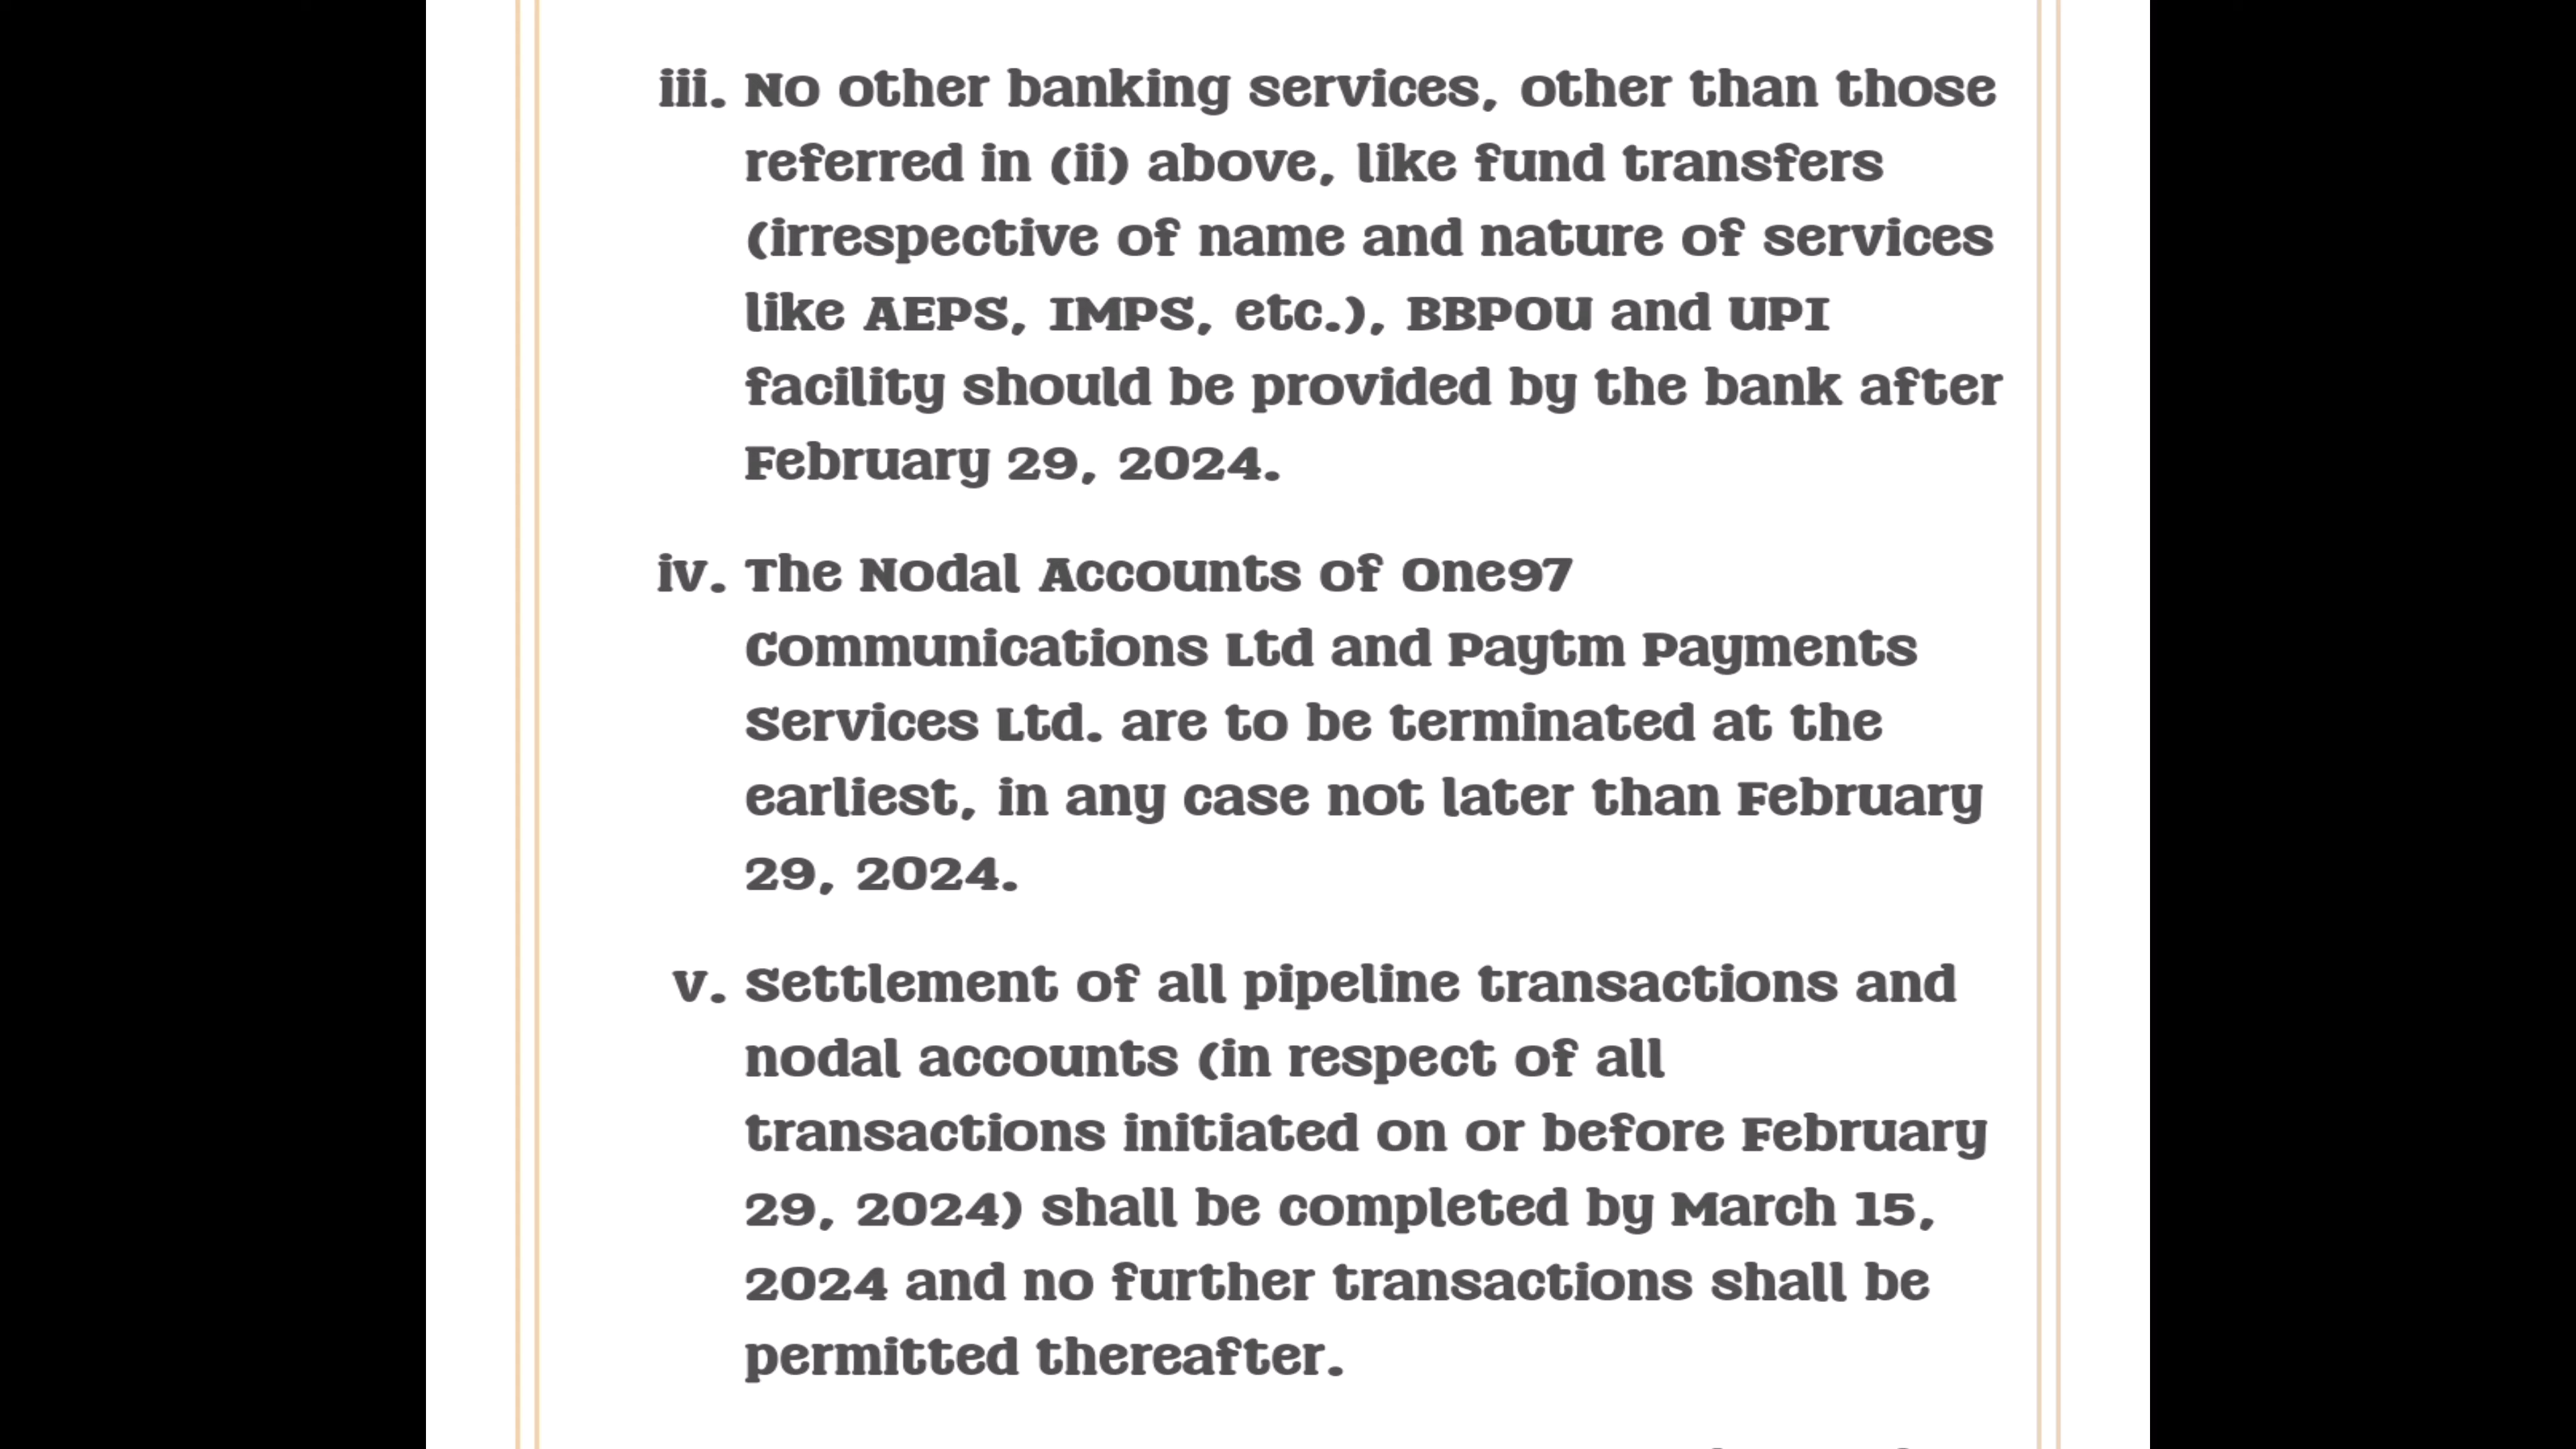 iii. No other banking services, other than those
referred in (ii) above, like fund transfers
(irrespective of name and nature of services
like AEPS, IMPS, etc.), BBPOU and UPI
facility should be provided by the bank after
February 29, 2024.
iv. The Nodal Accounts of One97
Communications Ltd and Paytm Payments
Services Ltd. are to be terminated at the
earliest, in any case not later than February
29, 2024.
v. Settlement of all pipeline transactions and
nodal accounts (in respect of all
transactions initiated on or before February
29, 2024) shall be completed by March 15,
2024 and no further transactions shall be
permitted thereafter.